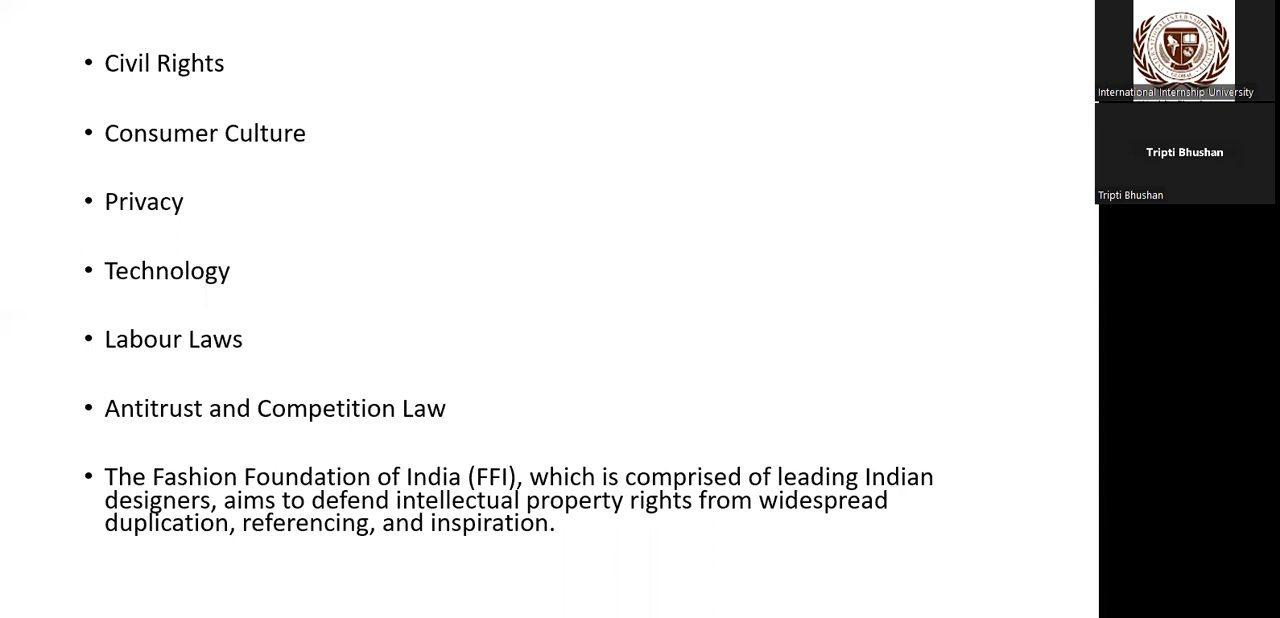 • Civil Rights
• Consumer Culture
• Privacy
• Technology
• Labour Laws
• Antitrust and Competition Law
• The Fashion Foundation of India (FFI), which is comprised of leading Indian
designers, aims to defend intellectual property rights from widespread
duplication, referencing, and inspiration.
International Internship University
Tripti Bhushan
Tripti Bhushan